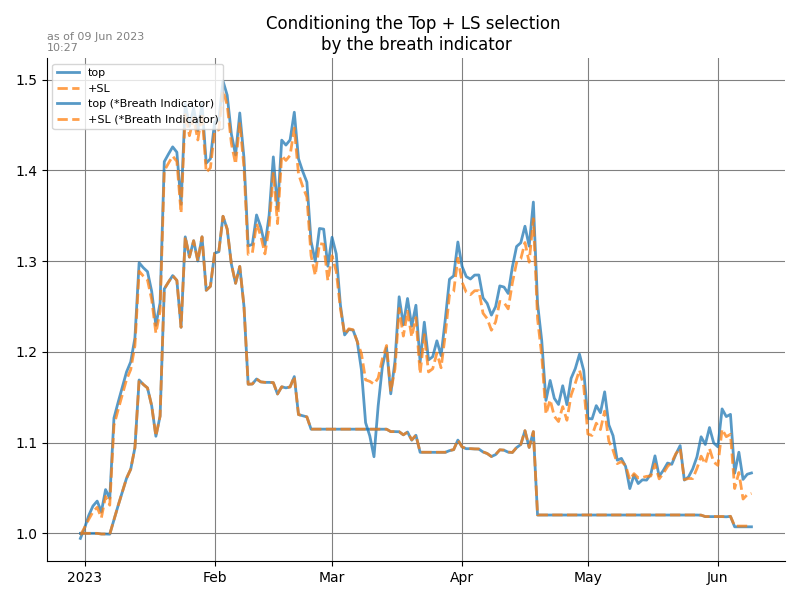 Conditioning the Top + LS selection
by the breath indicator
as of 09 Jun 2023
10:27
top
+SL
top (*Breath Indicator)
+SL (*Breath Indicator)
1.5
1.4
1.3
1.2
1.1
1.0
2023 Feb Mar Apr May Jun